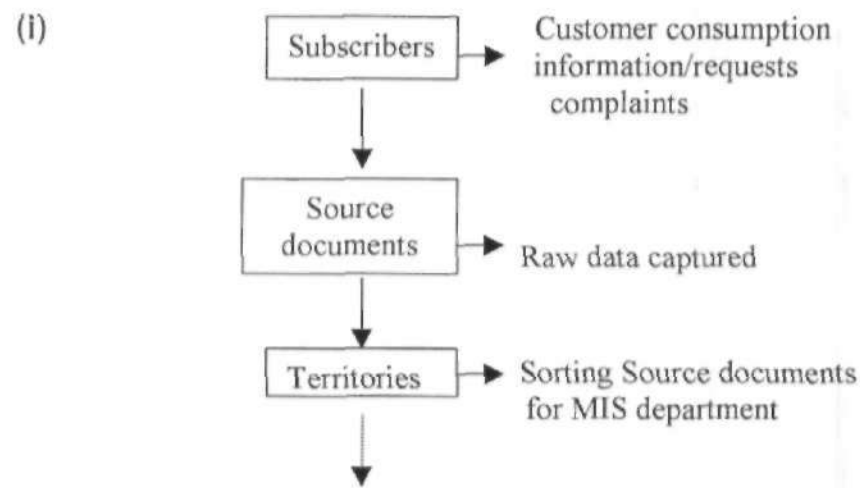 (i)
Subscribers
Customer consumption
information/requests
complaints
Source
documents
Raw data captured
Territories
Sorting Source documents
for MIS department